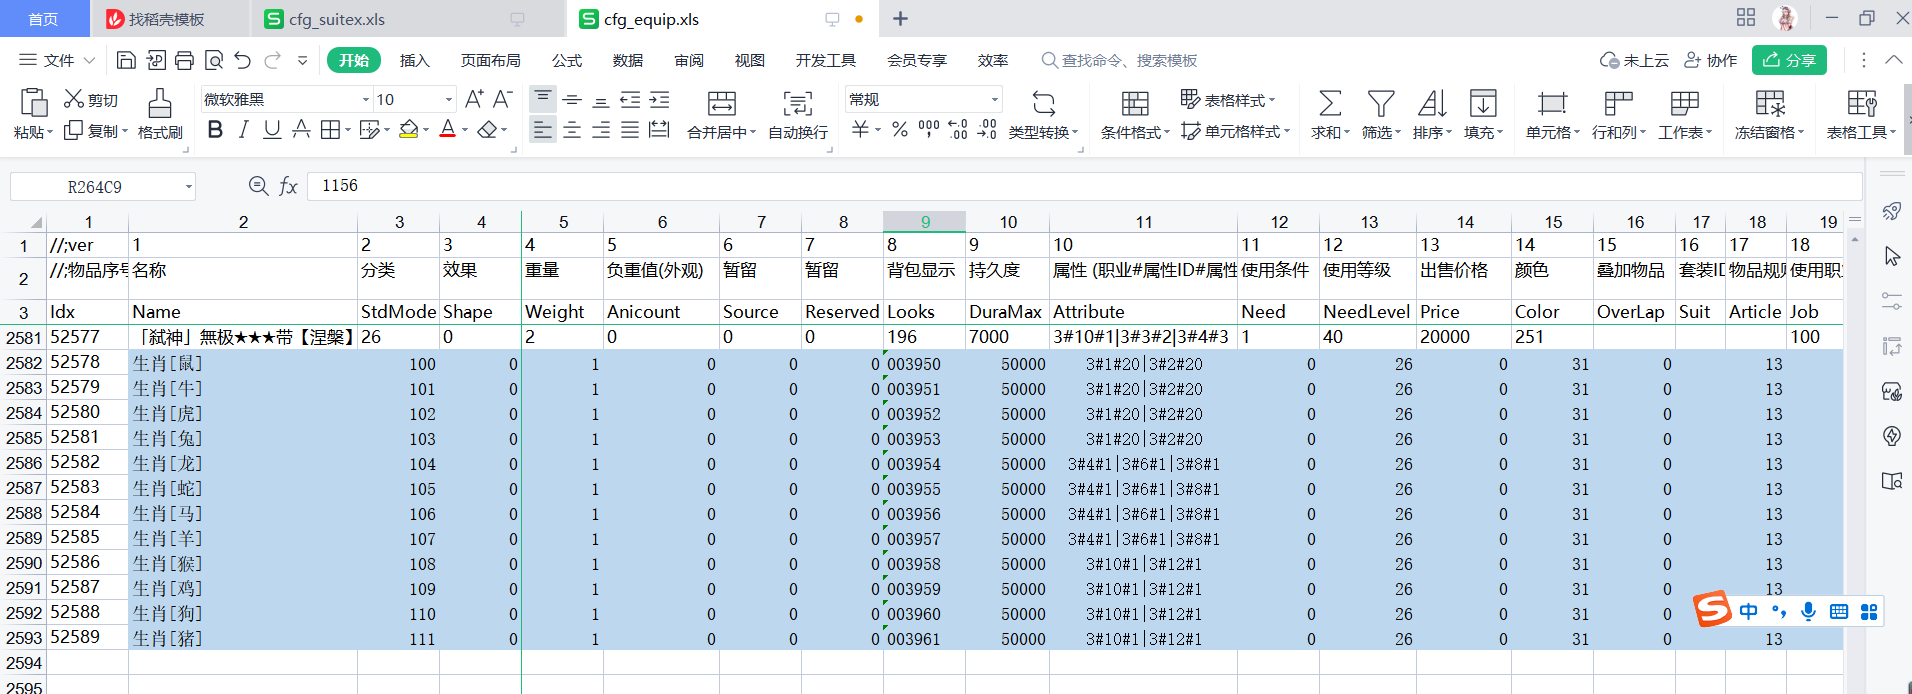 首页 找稻壳模板 cfg_suitex.xls cfg_equip.xls
文件 开始 插入 页面布局 公式 数据 审阅 视图 开发工具 会员专享 效率 查找命令、搜索模板 未上云 协作 分享
粘贴 剪切 复制 格式刷 微软雅黑 10 合并居中 自动换行 常规 类型转换 条件格式 表格样式 单元格样式 求和 筛选 排序 填充 单元格 行和列 工作表 冻结窗格 表格工具
R264C9 fx 1156
1 2 3 4 5 6 7 8 9 10 11 12 13 14 15 16 17 18 19
1 //;ver 1 2 3 4 5 6 7 8 9 10 11 12 13 14 15 16 17 18
2 //;物品序号 名称 分类 效果 重量 负重值(外观) 暂留 暂留 背包显示 持久度 属性 (职业#属性ID#属性 使用条件 使用等级 出售价格 颜色 叠加物品 套装ID 物品规则 使用职
3 Idx Name StdMode Shape Weight Anicount Source Reserved Looks DuraMax Attribute Need NeedLevel Price Color OverLap Suit Article Job
2581 52577 「弑神」無极★★★带【涅槃】 26 0 2 0 0 0 196 7000 3#10#1|3#3#2|3#4#3 1 40 20000 251 100
2582 52578 生肖[鼠] 100 0 1 0 0 0 003950 50000 3#1#20|3#2#20 0 26 0 31 0 13
2583 52579 生肖[牛] 101 0 1 0 0 0 003951 50000 3#1#20|3#2#20 0 26 0 31 0 13
2584 52580 生肖[虎] 102 0 1 0 0 0 003952 50000 3#1#20|3#2#20 0 26 0 31 0 13
2585 52581 生肖[兔] 103 0 1 0 0 0 003953 50000 3#1#20|3#2#20 0 26 0 31 0 13
2586 52582 生肖[龙] 104 0 1 0 0 0 003954 50000 3#4#1|3#6#1|3#8#1 0 26 0 31 0 13
2587 52583 生肖[蛇] 105 0 1 0 0 0 003955 50000 3#4#1|3#6#1|3#8#1 0 26 0 31 0 13
2588 52584 生肖[马] 106 0 1 0 0 0 003956 50000 3#4#1|3#6#1|3#8#1 0 26 0 31 0 13
2589 52585 生肖[羊] 107 0 1 0 0 0 003957 50000 3#4#1|3#6#1|3#8#1 0 26 0 31 0 13
2590 52586 生肖[猴] 108 0 1 0 0 0 003958 50000 3#10#1|3#12#1 0 26 0 31 0 13
2591 52587 生肖[鸡] 109 0 1 0 0 0 003959 50000 3#10#1|3#12#1 0 26 0 31 0 13
2592 52588 生肖[狗] 110 0 1 0 0 0 003960 50000 3#10#1|3#12#1 0 26 0 31 0 13
2593 52589 生肖[猪] 111 0 1 0 0 0 003961 50000 3#10#1|3#12#1 0 26 0 31 0 13
2594
2595
中